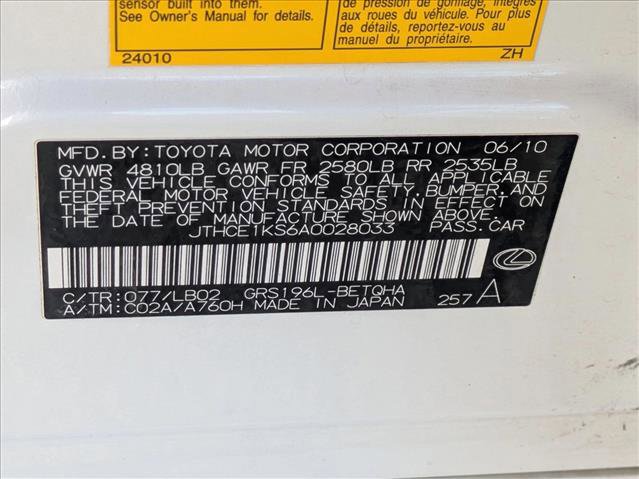 sensor built into them.
See Owner's Manual for details.
24010
de pression de gonflage, intégrés
aux roues du véhicule. Pour plus
de détails, reportez-vous au
manuel du propriétaire.
ZH
MFD.BY:TOYOTA MOTOR CORPORATION 06/10
GVWR 4810LB GAWR FR 2580LB RR 2535LB
THIS VEHICLE CONFORMS TO ALL APPLICABLE
FEDERAL MOTOR VEHICLE SAFETY,BUMPER,AND
THEFT PREVENTION STANDARDS IN EFFECT ON
THE DATE OF MANUFACTURE SHOWN ABOVE.
JTHCE1KS6A0028033 PASS.CAR
C/TR:077/LB02 GRS196L-BETQHA
A/TM:C02A/A760H MADE IN JAPAN 257A